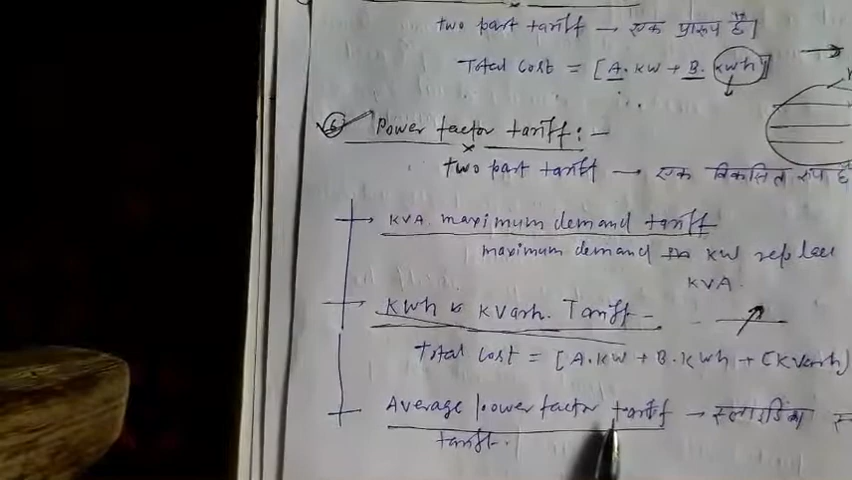 two part tariff → एक प्रारूप है|
Total cost = [A.kw + B. kwh]
6 Power factor tariff:-
two part tariff → एक विकसित रूप है
KVA. maximum demand tariff
maximum demand in kw replace
KVA.
Kwh & kvarh. Tariff -
Total cost = [A.kw + B.kwh + C kvarh]
Average power factor tariff →
tariff.